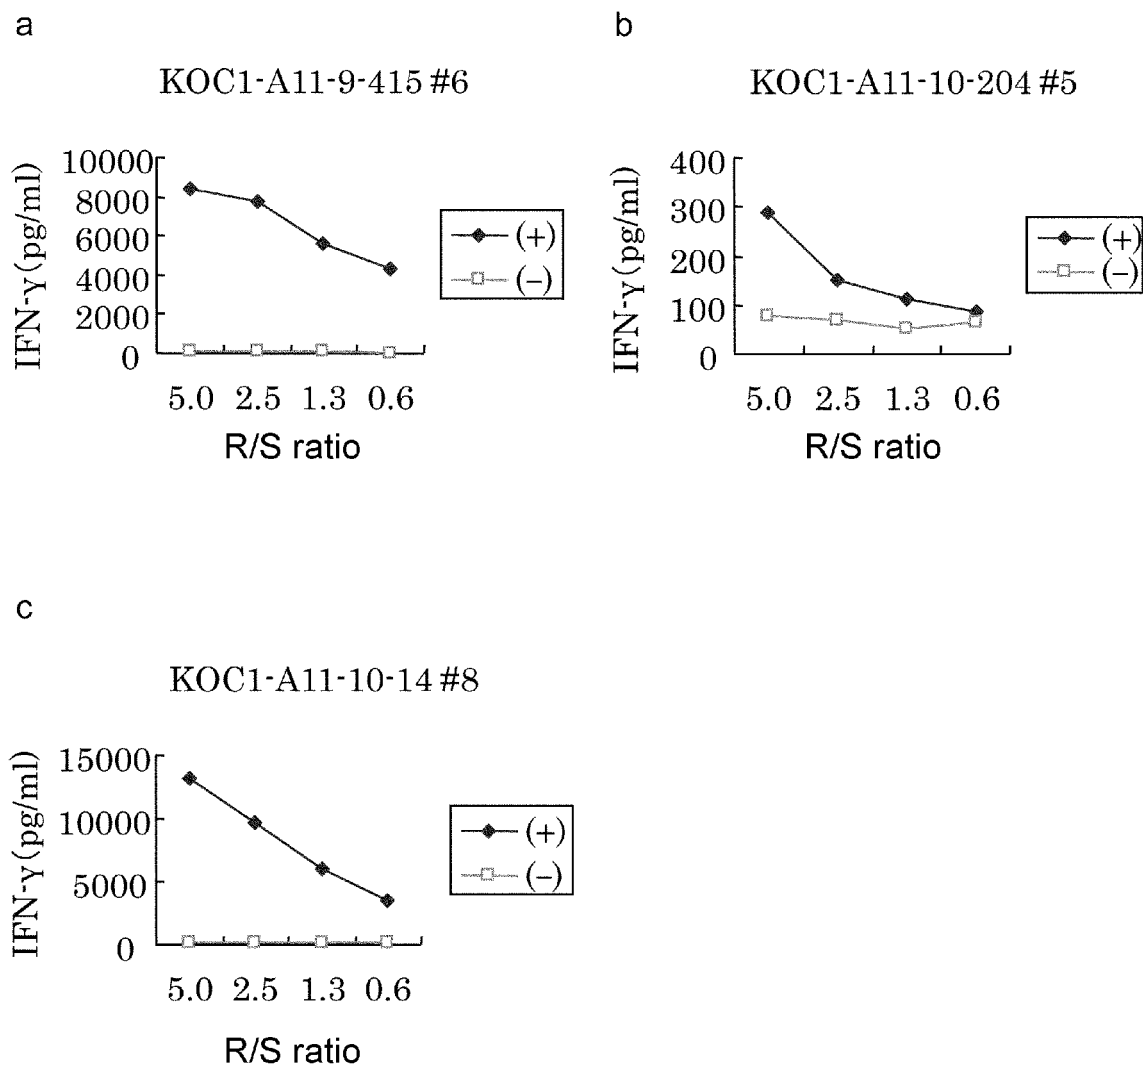 a
KOC1-A11-9-415 #6
IFN-γ(pg/ml)
10000
8000
6000
4000
2000
0
5.0 2.5 1.3 0.6
R/S ratio
(+)
(−)
b
KOC1-A11-10-204 #5
IFN-γ(pg/ml)
400
300
200
100
0
5.0 2.5 1.3 0.6
R/S ratio
(+)
(−)
c
KOC1-A11-10-14 #8
IFN-γ(pg/ml)
15000
10000
5000
0
5.0 2.5 1.3 0.6
R/S ratio
(+)
(−)